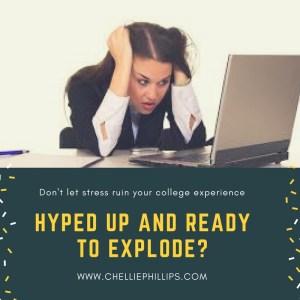 Don't let stress ruin your college experience
HYPED UP AND READY
TO EXPLODE?
WWW.CHELLIEPHILLIPS.COM